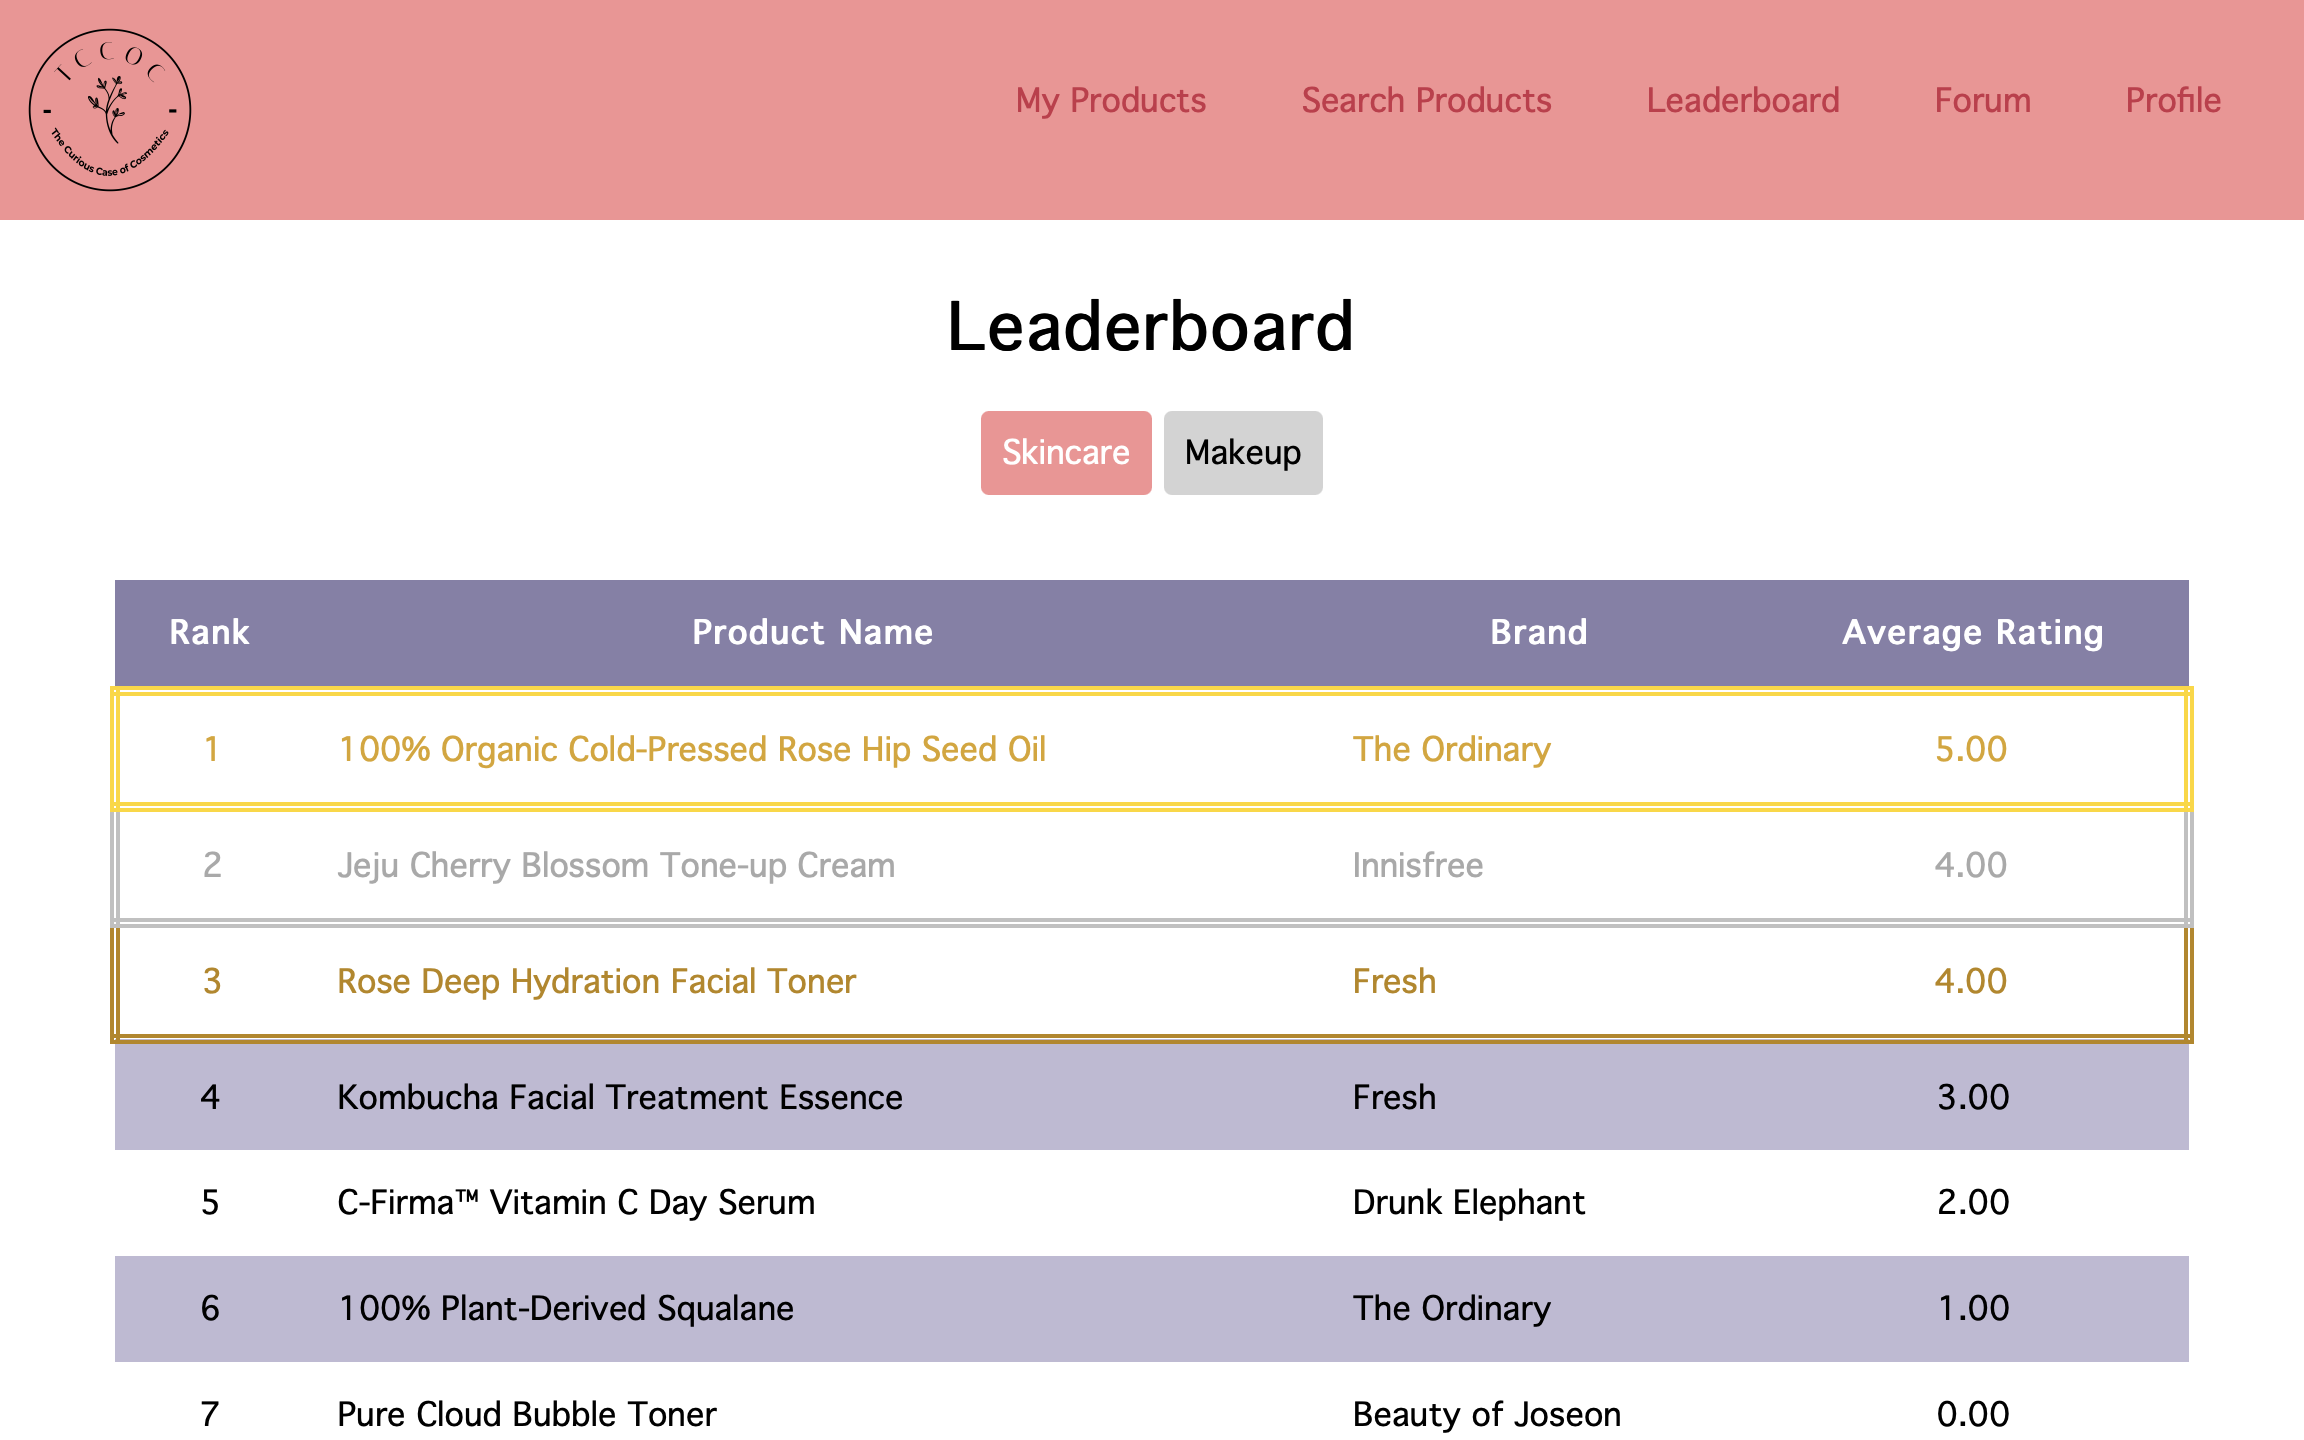 TCCOC
The Curious Case of Cosmetics
My Products Search Products Leaderboard Forum Profile
Leaderboard
Skincare Makeup
Rank Product Name Brand Average Rating
1 100% Organic Cold-Pressed Rose Hip Seed Oil The Ordinary 5.00
2 Jeju Cherry Blossom Tone-up Cream Innisfree 4.00
3 Rose Deep Hydration Facial Toner Fresh 4.00
4 Kombucha Facial Treatment Essence Fresh 3.00
5 C-Firma™ Vitamin C Day Serum Drunk Elephant 2.00
6 100% Plant-Derived Squalane The Ordinary 1.00
7 Pure Cloud Bubble Toner Beauty of Joseon 0.00